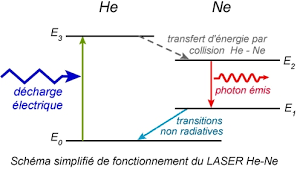 He Ne
E3
transfert d'énergie par
collision He - Ne
E2
décharge
électrique
photon émis
E1
transitions
non radiatives
E0
Schéma simplifié de fonctionnement du LASER He-Ne